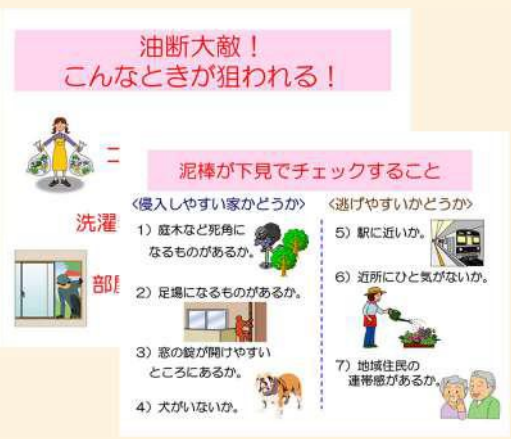 油断大敵！
こんなときが狙われる！
洗濯
泥棒が下見でチェックすること
〈侵入しやすい家かどうか〉
1）庭木など死角に
なるものがあるか。
2）足場になるものがあるか。
3）窓の錠が開けやすい
ところにあるか。
4）犬がいないか。
〈逃げやすいかどうか〉
5）駅に近いか。
6）近所にひと気がないか。
7）地域住民の
連帯感があるか。